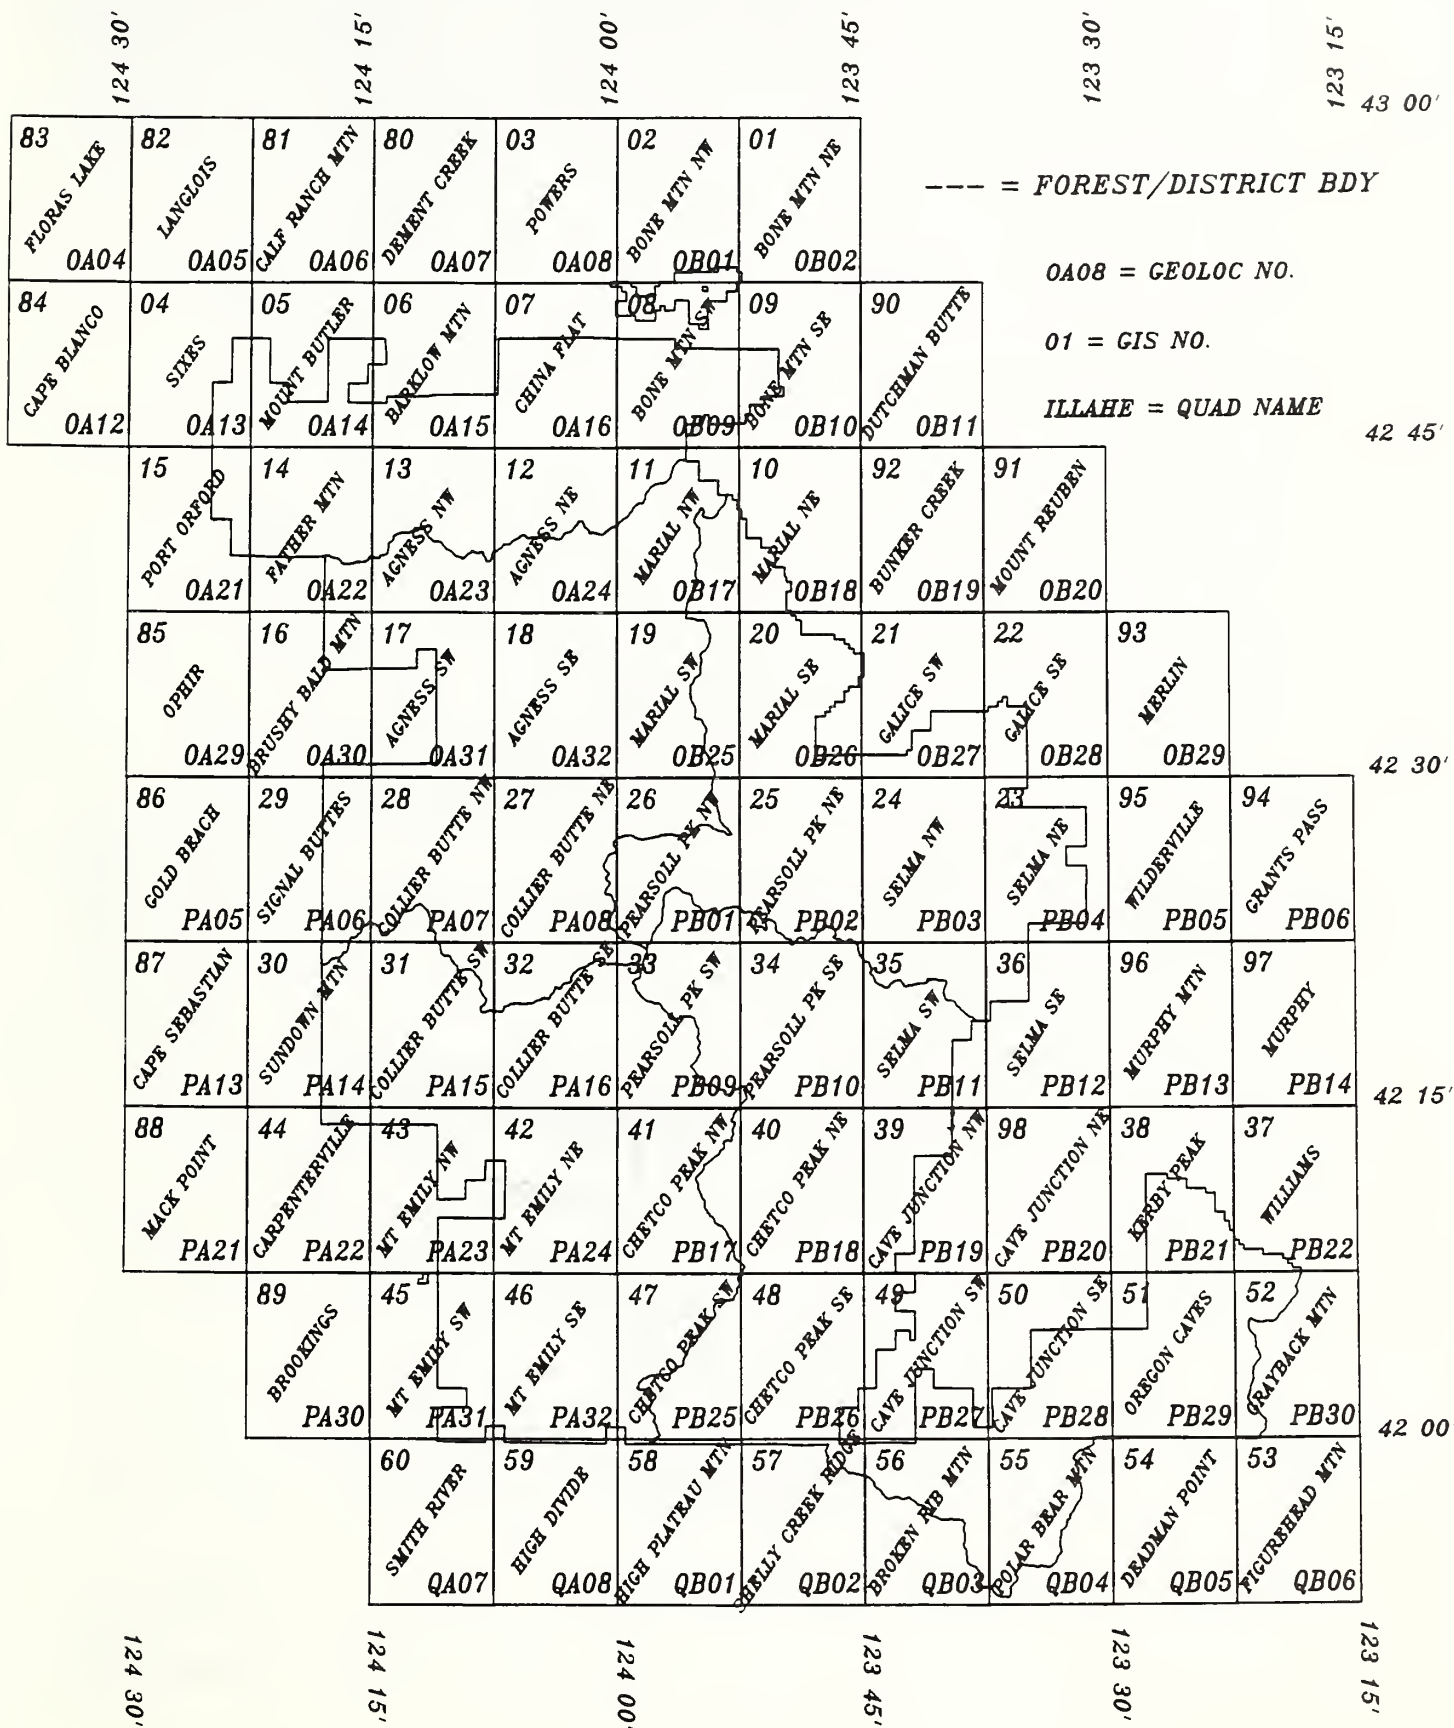 124 30'
124 15'
124 00'
123 45'
123 30'
123 15'
43 00'
83 FLORAS LAKE 0A04
82 LANGLOIS 0A05
81 CALF RANCH MTN 0A06
80 DEMENT CREEK 0A07
03 POWERS 0A08
02 BONE MTN NW 0B01
01 BONE MTN NE 0B02
--- = FOREST/DISTRICT BDY
0A08 = GEOLOC NO.
01 = GIS NO.
ILLAHE = QUAD NAME
84 CAPE BLANCO 0A12
04 SIXES 0A13
05 MOUNT BUTLER 0A14
06 BARKLOW MTN 0A15
07 CHINA FLAT 0A16
08 BONE MTN SW 0B09
09 BONE MTN SE 0B10
90 DUTCHMAN BUTTE 0B11
42 45'
15 PORT ORFORD 0A21
14 FATHER MTN 0A22
13 AGNESS NW 0A23
12 AGNESS NE 0A24
11 MARIAL NW 0B17
10 MARIAL NE 0B18
92 BUNKER CREEK 0B19
91 MOUNT REUBEN 0B20
85 OPHIR 0A29
16 BRUSHY BALD MTN 0A30
17 AGNESS SW 0A31
18 AGNESS SE 0A32
19 MARIAL SW 0B25
20 MARIAL SE 0B26
21 GALICE SW 0B27
22 GALICE SE 0B28
93 MERLIN 0B29
42 30'
86 GOLD BEACH PA05
29 SIGNAL BUTTES PA06
28 COLLIER BUTTE NW PA07
27 COLLIER BUTTE NE PA08
26 PEARSOLL PK NW PB01
25 PEARSOLL PK NE PB02
24 SELMA NW PB03
23 SELMA NE PB04
95 WILDERVILLE PB05
94 GRANTS PASS PB06
87 CAPE SEBASTIAN PA13
30 SUNDOWN MTN PA14
31 COLLIER BUTTE SW PA15
32 COLLIER BUTTE SE PA16
33 PEARSOLL PK SW PB09
34 PEARSOLL PK SE PB10
35 SELMA SW PB11
36 SELMA SE PB12
96 MURPHY MTN PB13
97 MURPHY PB14
42 15'
88 MACK POINT PA21
44 CARPENTERVILLE PA22
43 MT EMILY NW PA23
42 MT EMILY NE PA24
41 CHETCO PEAK NW PB17
40 CHETCO PEAK NE PB18
39 CAVE JUNCTION NW PB19
98 CAVE JUNCTION NE PB20
38 KERBY PEAK PB21
37 WILLIAMS PB22
89 BROOKINGS PA30
45 MT EMILY SW PA31
46 MT EMILY SE PA32
47 CHETCO PEAK SW PB25
48 CHETCO PEAK SE PB26
49 CAVE JUNCTION SW PB27
50 CAVE JUNCTION SE PB28
51 OREGON CAVES PB29
52 GRAYBACK MTN PB30
42 00
60 SMITH RIVER QA07
59 HIGH DIVIDE QA08
58 HIGH PLATEAU MTN QB01
57 SHELLY CREEK RIDGE QB02
56 BROKEN RIB MTN QB03
55 POLAR BEAR MTN QB04
54 DEADMAN POINT QB05
53 FIGUREHEAD MTN QB06
124 30'
124 15'
124 00'
123 45'
123 30'
123 15'